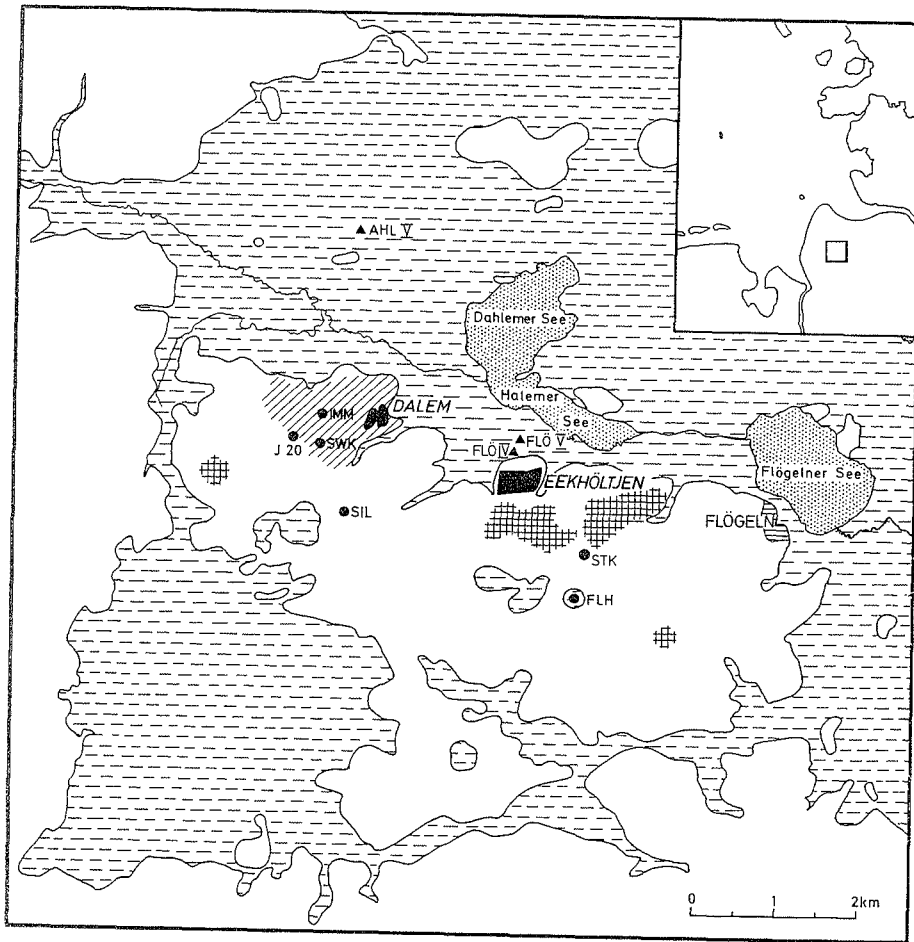 AHL V
Dahlemer See
Halemer
See
DALEM
IMM
SWK
J 20
FLÖ V
FLÖ IV
EEKHÖLTJEN
Flögelner See
FLÖGELN
SIL
STK
FLH
0 1 2km